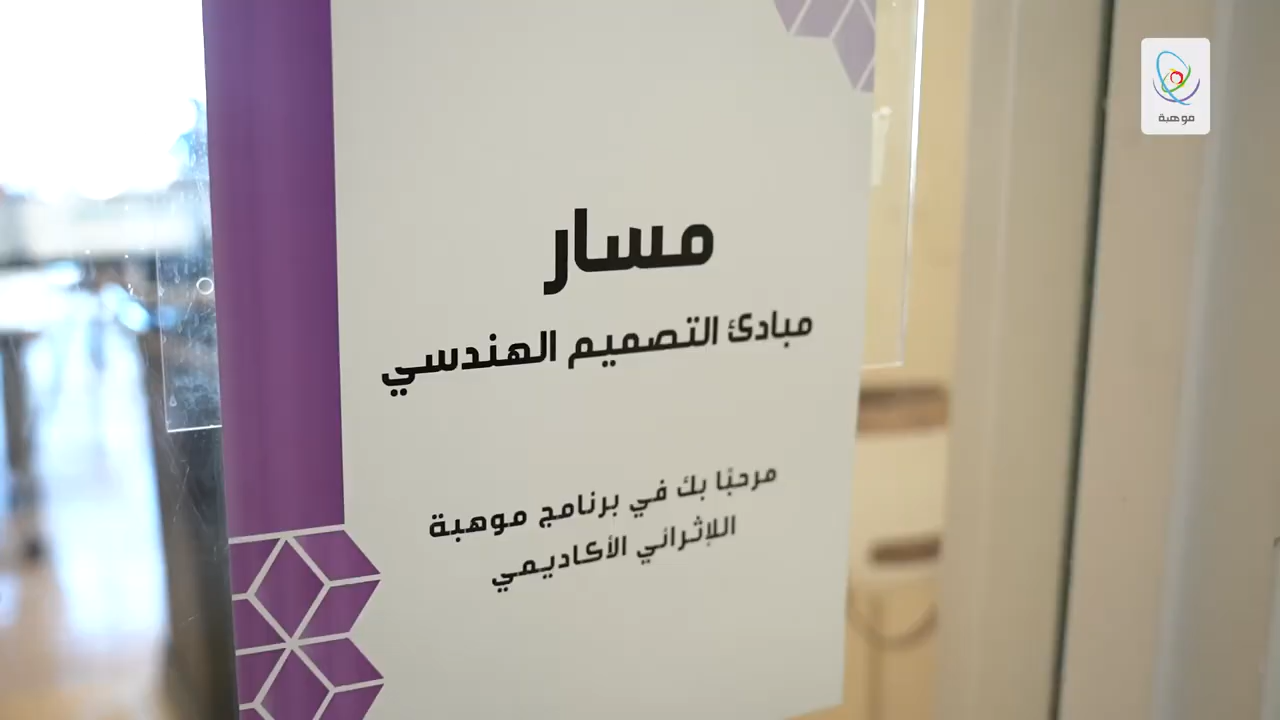 موهبة
مسار
مبادئ التصميم الهندسي
مرحبًا بك في برنامج موهبة
الإثرائي الأكاديمي